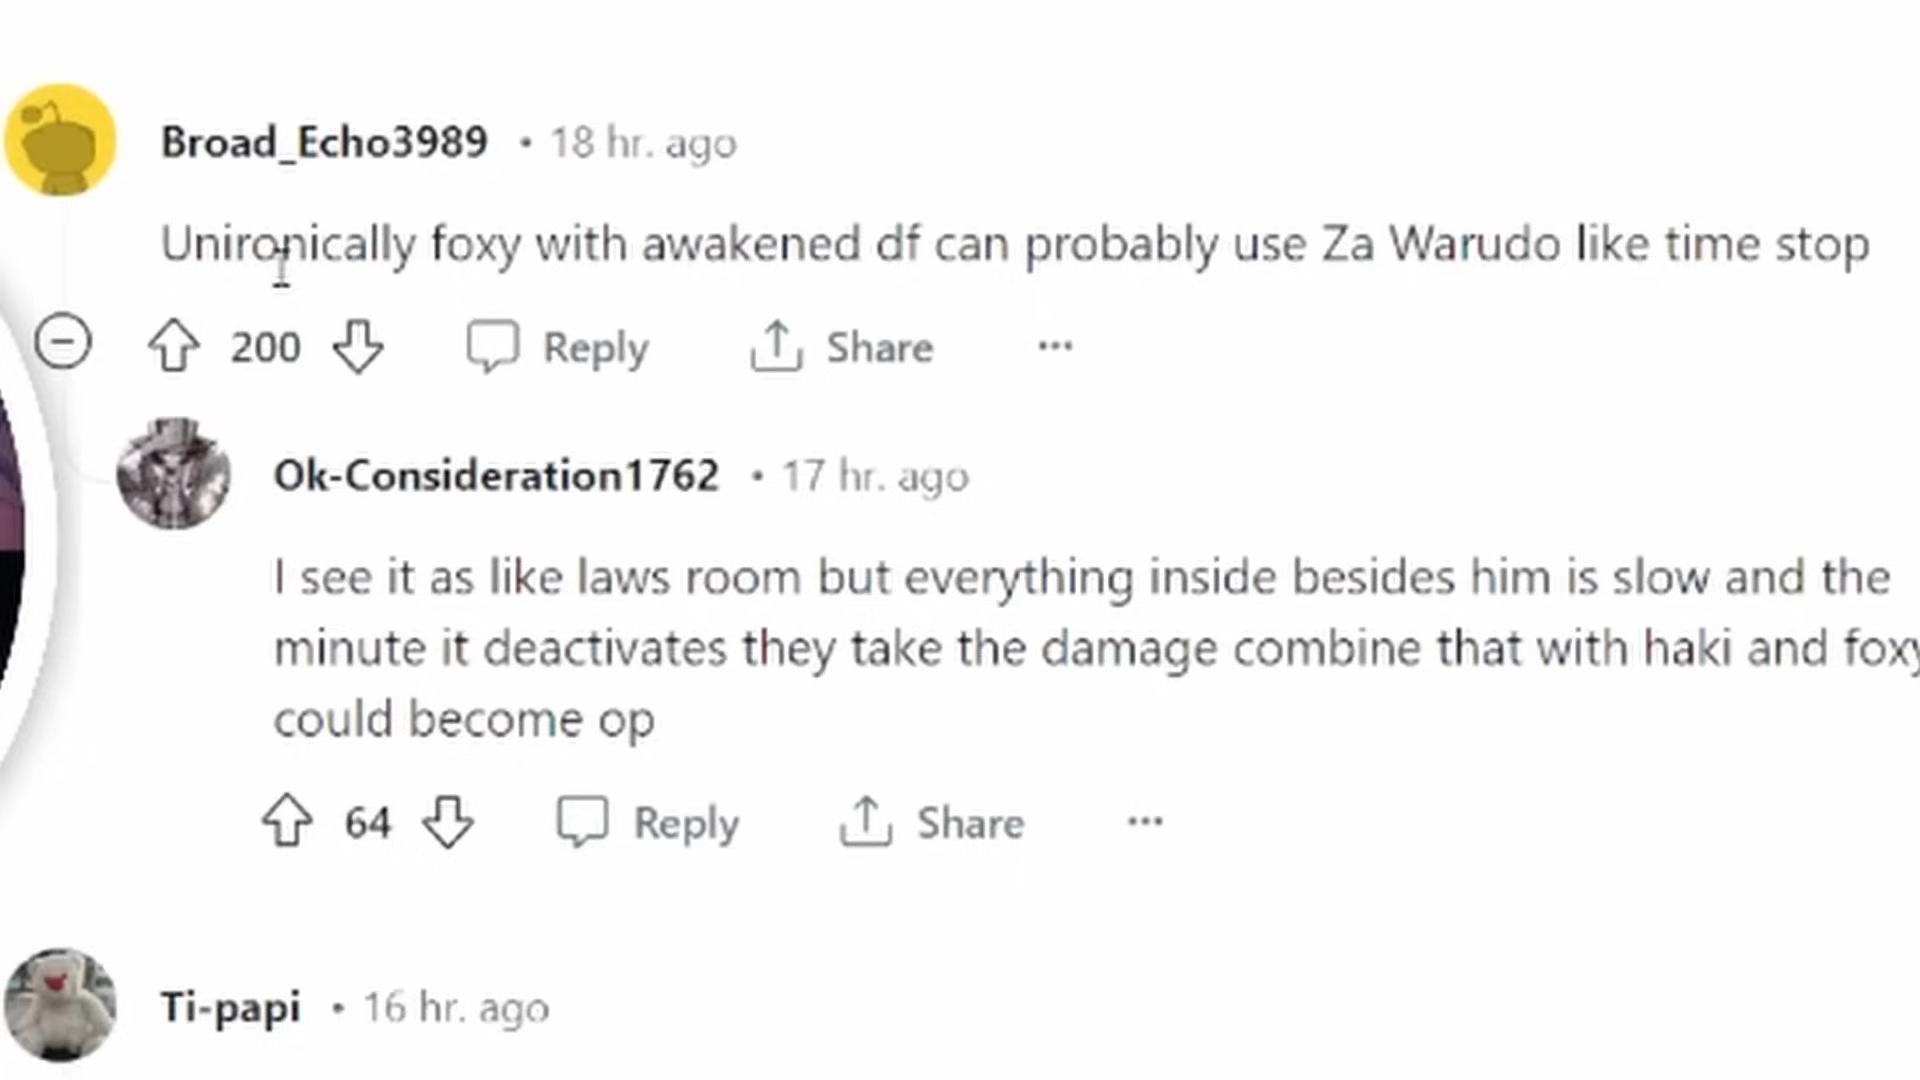 Broad_Echo3989 • 18 hr. ago
Unironically foxy with awakened df can probably use Za Warudo like time stop
200 Reply Share ...
Ok-Consideration1762 • 17 hr. ago
I see it as like laws room but everything inside besides him is slow and the
minute it deactivates they take the damage combine that with haki and foxy
could become op
64 Reply Share ...
Ti-papi • 16 hr. ago